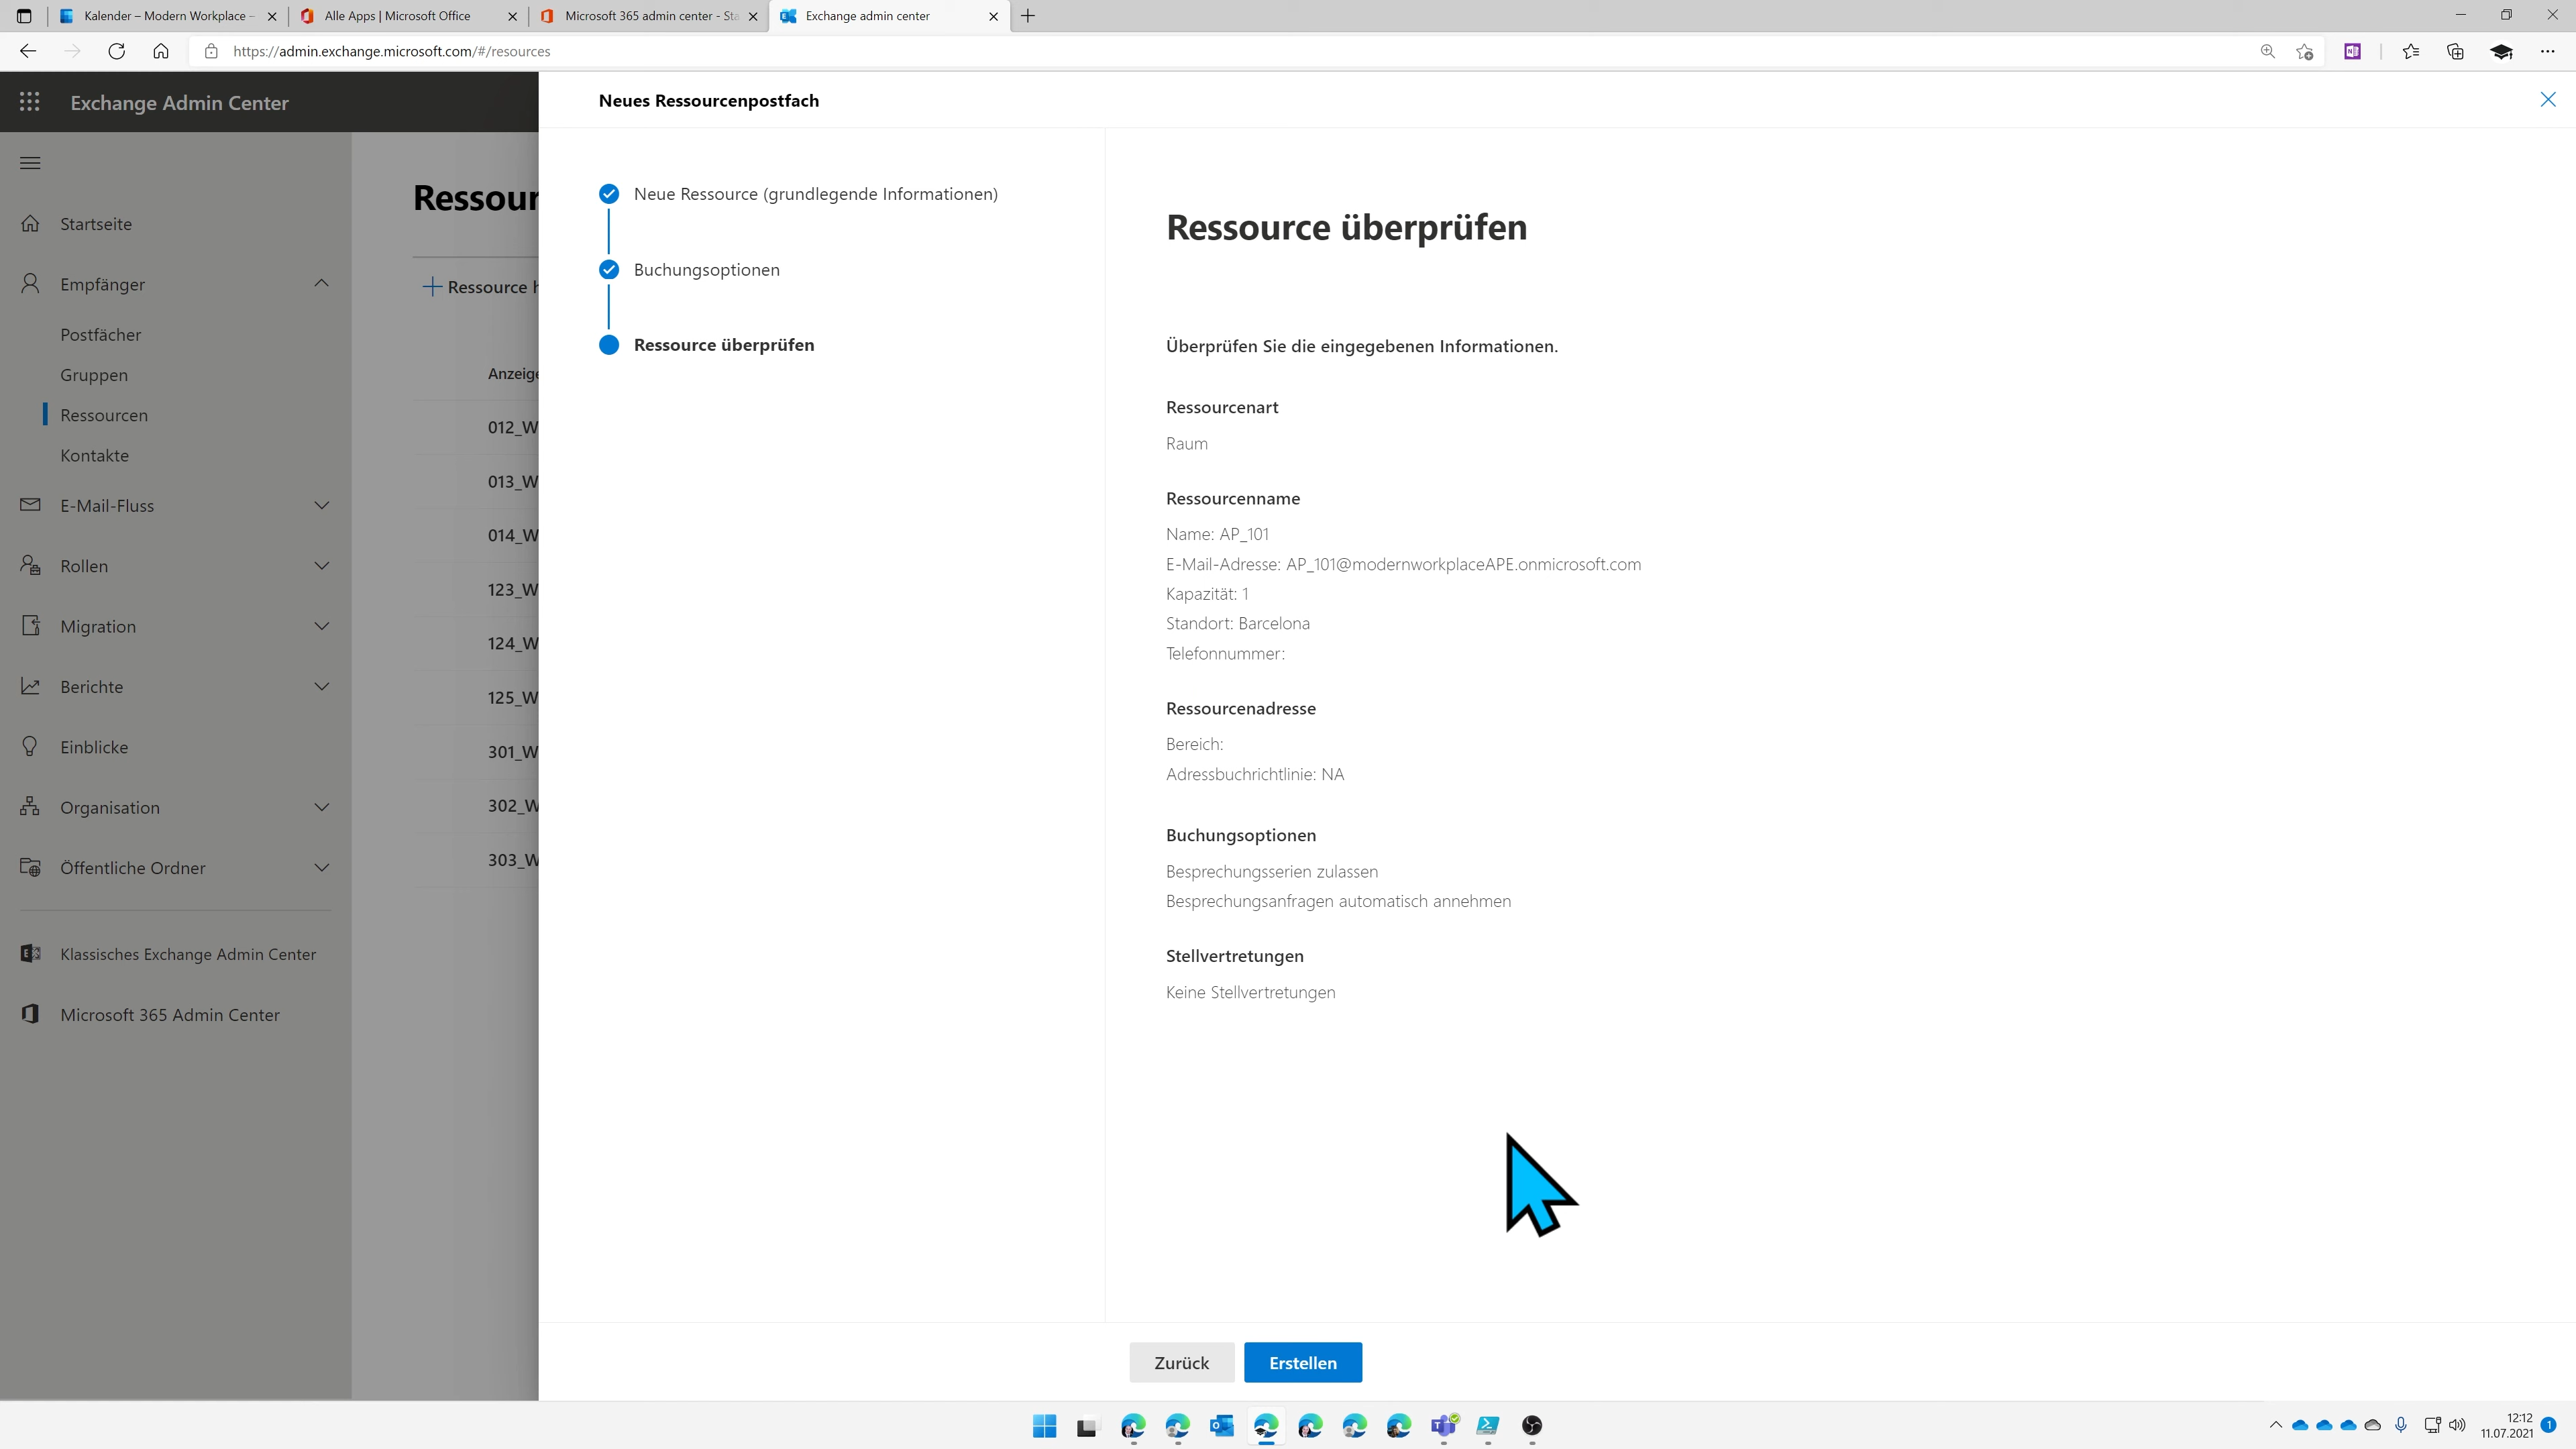 Kalender – Modern Workplace –
Alle Apps | Microsoft Office
Microsoft 365 admin center - Sta
Exchange admin center
https://admin.exchange.microsoft.com/#/resources
Exchange Admin Center
Neues Ressourcenpostfach
Startseite
Empfänger
Postfächer
Gruppen
Ressourcen
Kontakte
E-Mail-Fluss
Rollen
Migration
Berichte
Einblicke
Organisation
Öffentliche Ordner
Klassisches Exchange Admin Center
Microsoft 365 Admin Center
Ressour
Ressource h
Anzeige
012_W
013_W
014_W
123_W
124_W
125_W
301_W
302_W
303_W
Neue Ressource (grundlegende Informationen)
Buchungsoptionen
Ressource überprüfen
Ressource überprüfen
Überprüfen Sie die eingegebenen Informationen.
Ressourcenart
Raum
Ressourcenname
Name: AP_101
E-Mail-Adresse: AP_101@modernworkplaceAPE.onmicrosoft.com
Kapazität: 1
Standort: Barcelona
Telefonnummer:
Ressourcenadresse
Bereich:
Adressbuchrichtlinie: NA
Buchungsoptionen
Besprechungsserien zulassen
Besprechungsanfragen automatisch annehmen
Stellvertretungen
Keine Stellvertretungen
Zurück
Erstellen
12:12
11.07.2021
1